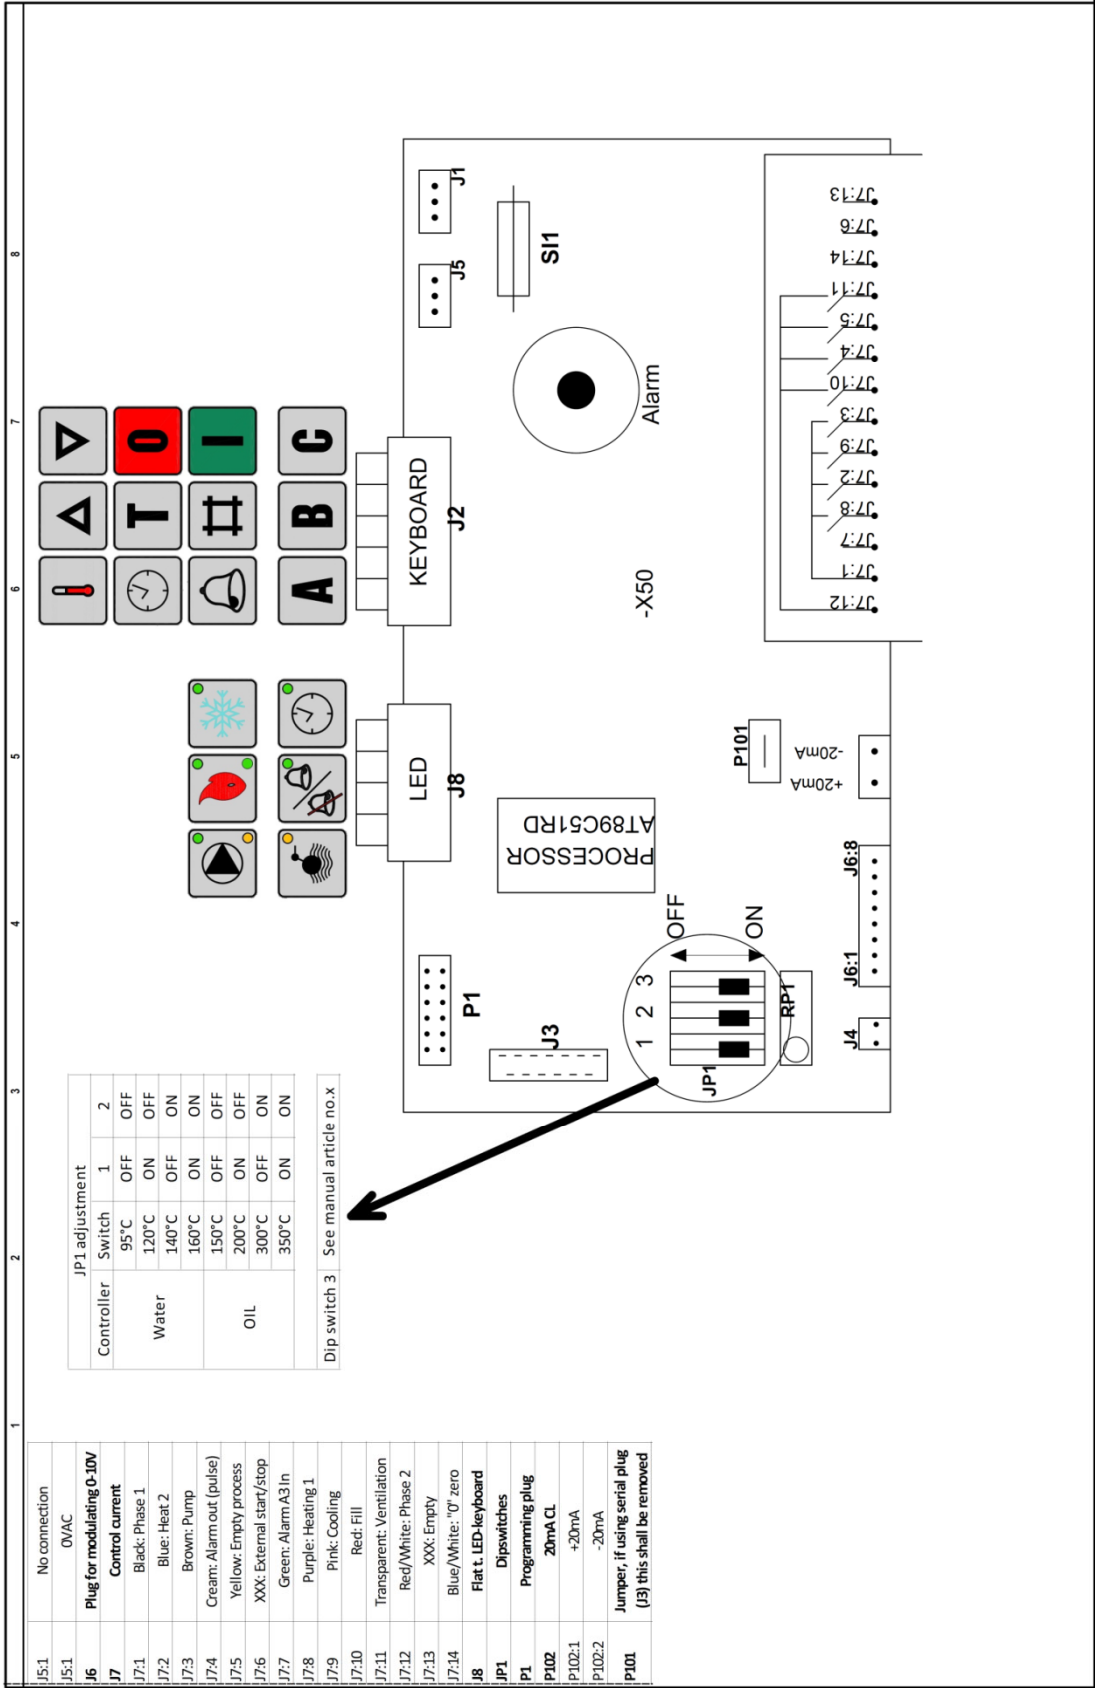 1 2 3 4 5 6 7 8
J5:1 No connection
J5:1 0VAC
J6 Plug for modulating 0-10V
J7 Control current
J7:1 Black: Phase 1
J7:2 Blue: Heat 2
J7:3 Brown: Pump
J7:4 Cream: Alarm out (pulse)
J7:5 Yellow: Empty process
J7:6 XXX: External start/stop
J7:7 Green: Alarm A3 In
J7:8 Purple: Heating 1
J7:9 Pink: Cooling
J7:10 Red: Fill
J7:11 Transparent: Ventilation
J7:12 Red/White: Phase 2
J7:13 XXX: Empty
J7:14 Blue/White: "0" zero
J8 Flat t. LED-keyboard
JP1 Dipswitches
P1 Programming plug
P102 20mA CL
P102:1 +20mA
P102:2 -20mA
P101 Jumper, if using serial plug
(J3) this shall be removed
JP1 adjustment
Controller Switch 1 2
Water 95°C OFF OFF
120°C ON OFF
140°C OFF ON
160°C ON ON
OIL 150°C OFF OFF
200°C ON OFF
300°C OFF ON
350°C ON ON
Dip switch 3 See manual article no.x
T O
I
A B C
LED
J8
KEYBOARD
J2
J5
J1
P1
J3
SI1
PROCESSOR
AT89C51RD
Alarm
-X50
1 2 3
OFF
ON
JP1
RP1
P101
J4
J6:1
J6:8
+20mA
-20mA
J7:12
J7:1
J7:7
J7:8
J7:2
J7:9
J7:3
J7:10
J7:4
J7:5
J7:11
J7:14
J7:6
J7:13